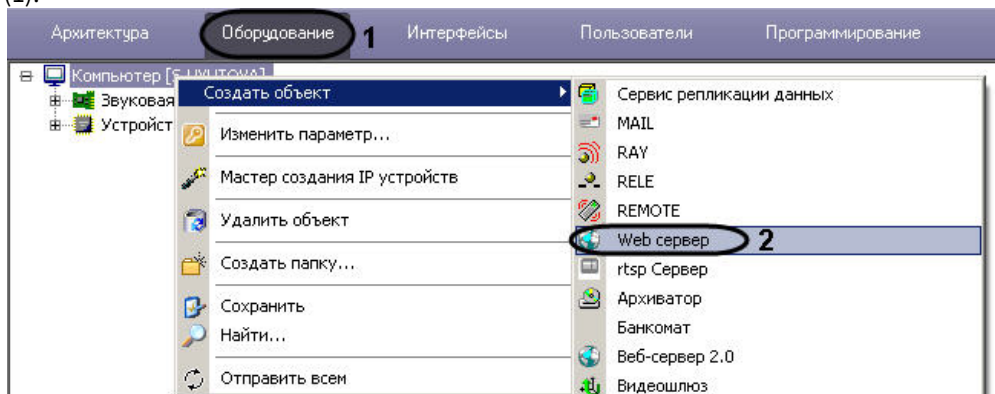 Архитектура Оборудование 1 Интерфейсы Пользователи Программирование
Компьютер
Звуковая
Устройст
Создать объект
Изменить параметр...
Мастер создания IP устройств
Удалить объект
Создать папку...
Сохранить
Найти...
Отправить всем
Сервис репликации данных
MAIL
RAY
RELE
REMOTE
Web сервер 2
rtsp Сервер
Архиватор
Банкомат
Веб-сервер 2.0
Видеошлюз